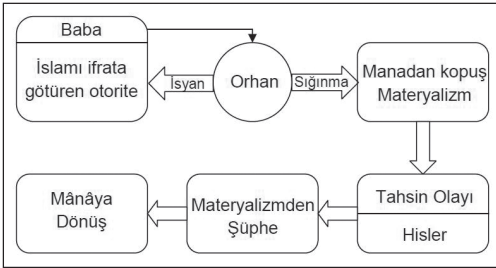 Baba
İslamı ifrata
götüren otorite
İsyan
Orhan
Sığınma
Manadan kopuş
Materyalizm
Tahsin Olayı
Hisler
Materyalizmden
Şüphe
Mânâya
Dönüş